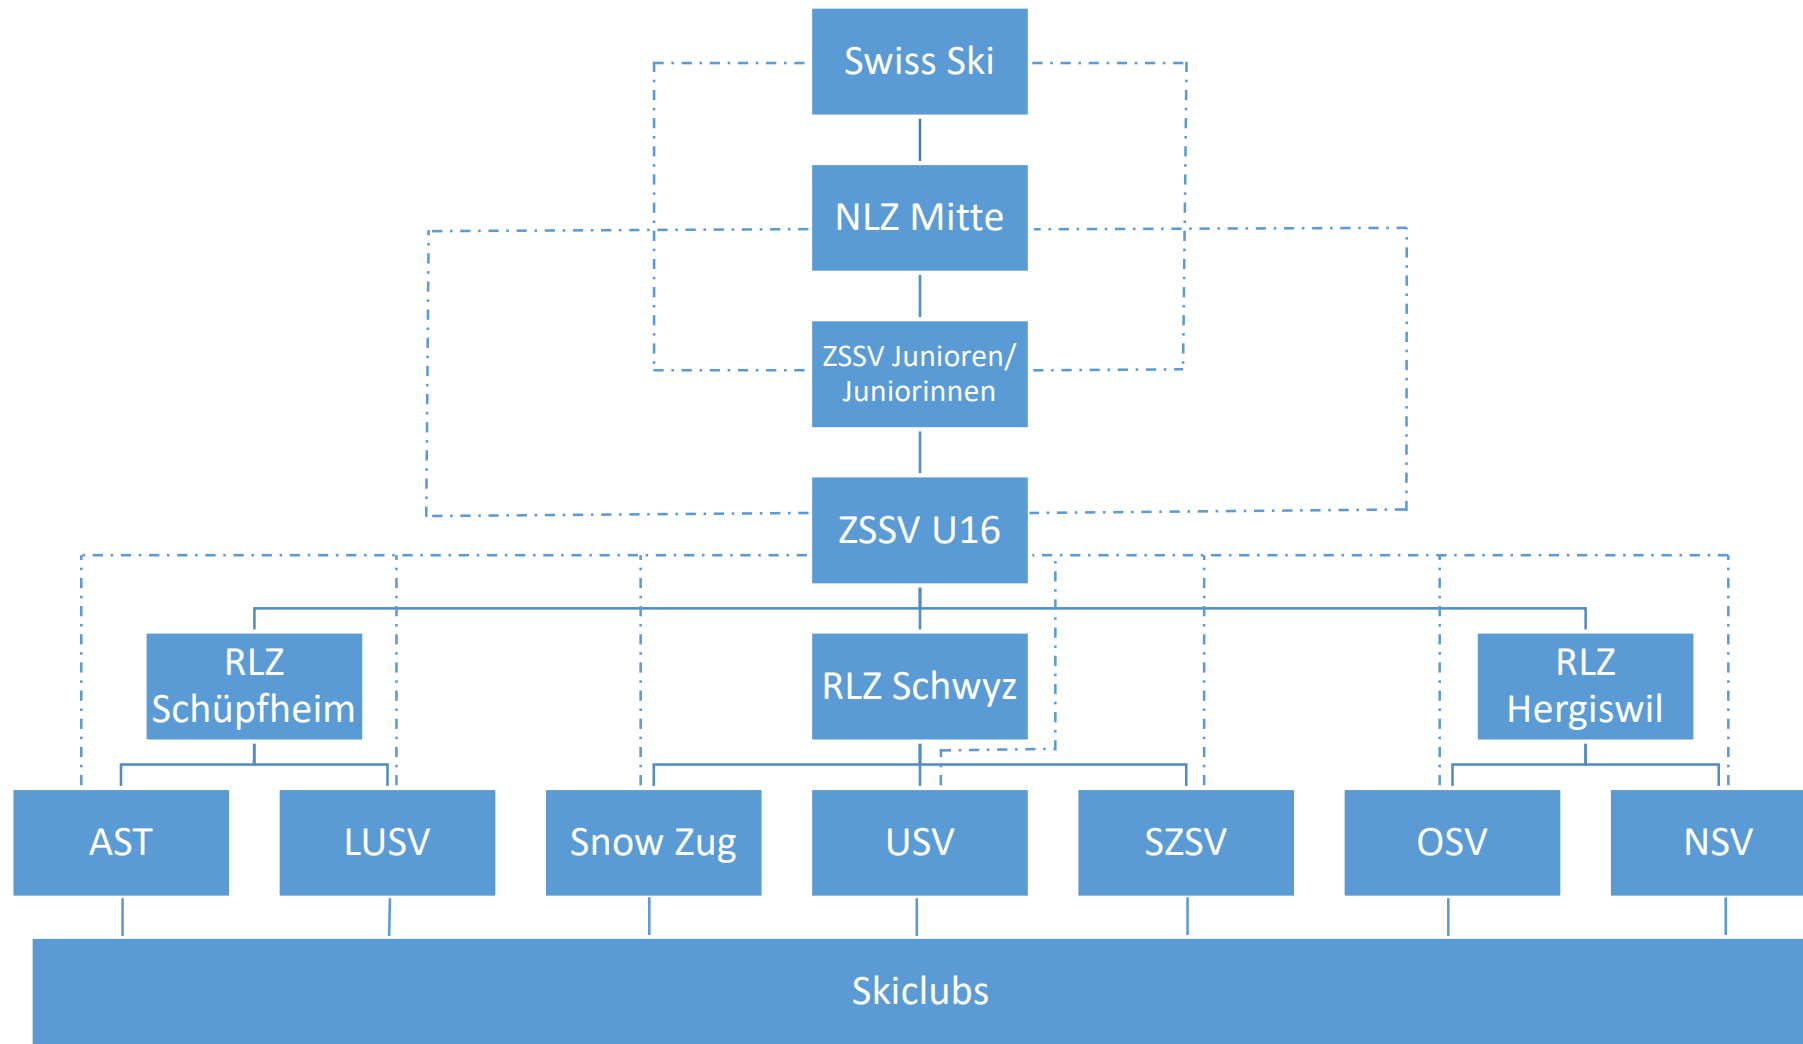 Swiss Ski
NLZ Mitte
ZSSV Junioren/
Juniorinnen
ZSSV U16
RLZ
Schüpfheim
RLZ Schwyz
RLZ
Hergiswil
AST
LUSV
Snow Zug
USV
SZSV
OSV
NSV
Skiclubs